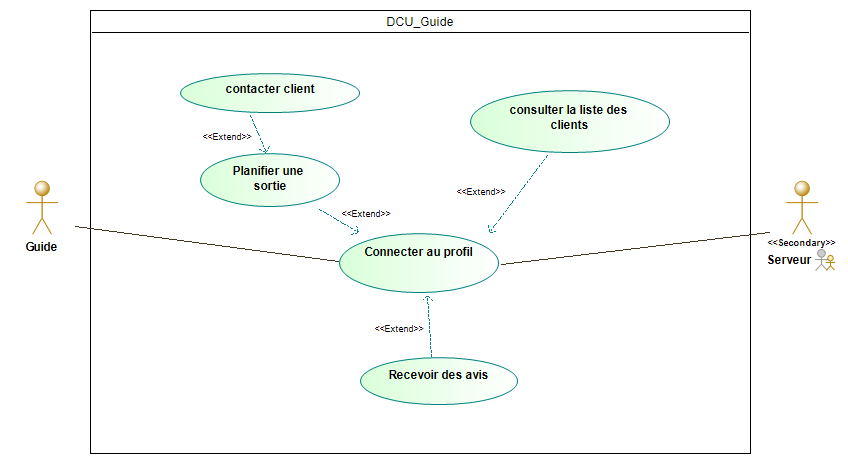 DCU_Guide
contacter client
consulter la liste des
clients
<<Extend>>
Planifier une
sortie
<<Extend>>
<<Extend>>
Guide
Connecter au profil
<<Secondary>>
Serveur
<<Extend>>
Recevoir des avis